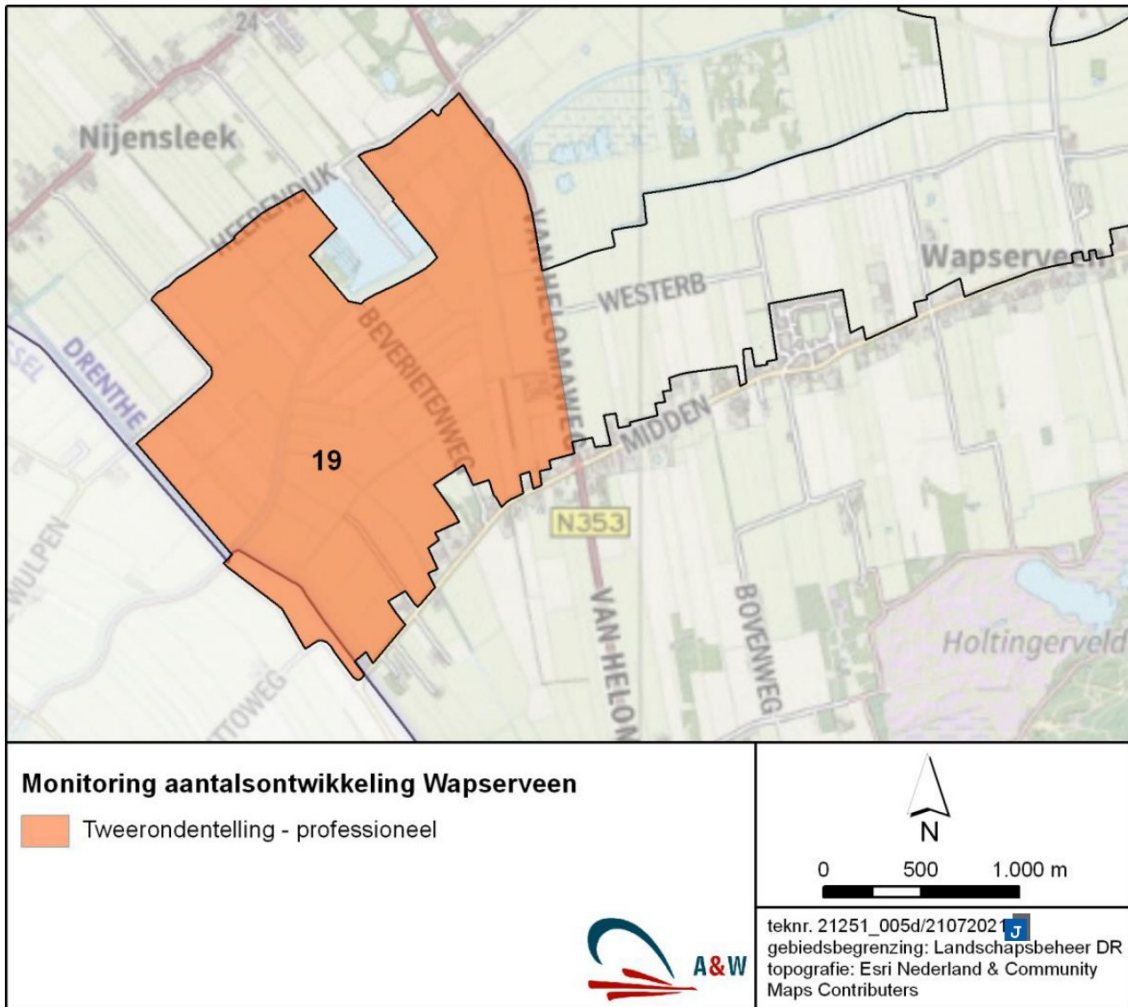 24
Nijensleek
HEERENDIJK
VAN HELOMAWEG
Wapserveen
WESTERB
BEVERIETENWEG
SSEL
DRENTHE
19
MIDDEN
N353
WULPEN
BOVENWEG
VAN HELOM
Holtingerveld
TTOWEG
Monitoring aantalsontwikkeling Wapserveen
Tweerondentelling - professioneel
N
0 500 1.000 m
A&W
teknr. 21251_005d/21072021 J
gebiedsbegrenzing: Landschapsbeheer DR
topografie: Esri Nederland & Community
Maps Contributers